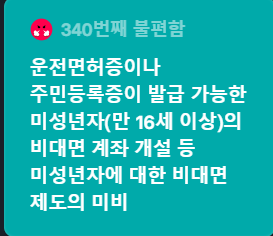 340번째 불편함
운전면허증이나
주민등록증이 발급 가능한
미성년자(만 16세 이상)의
비대면 계좌 개설 등
미성년자에 대한 비대면
제도의 미비